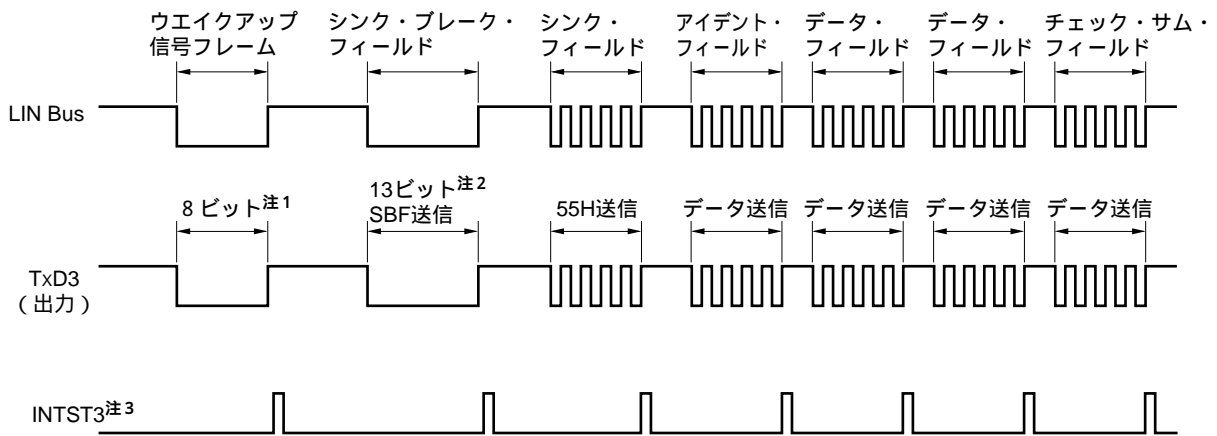 ウエイクアップ
信号フレーム
シンク・ブレーク・
フィールド
シンク・
フィールド
アイデント・
フィールド
データ・
フィールド
データ・
フィールド
チェック・サム・
フィールド
LIN Bus
8 ビット注1
13ビット注2
SBF送信
55H送信
データ送信
データ送信
データ送信
データ送信
TxD3
(出力)
INTST3注3